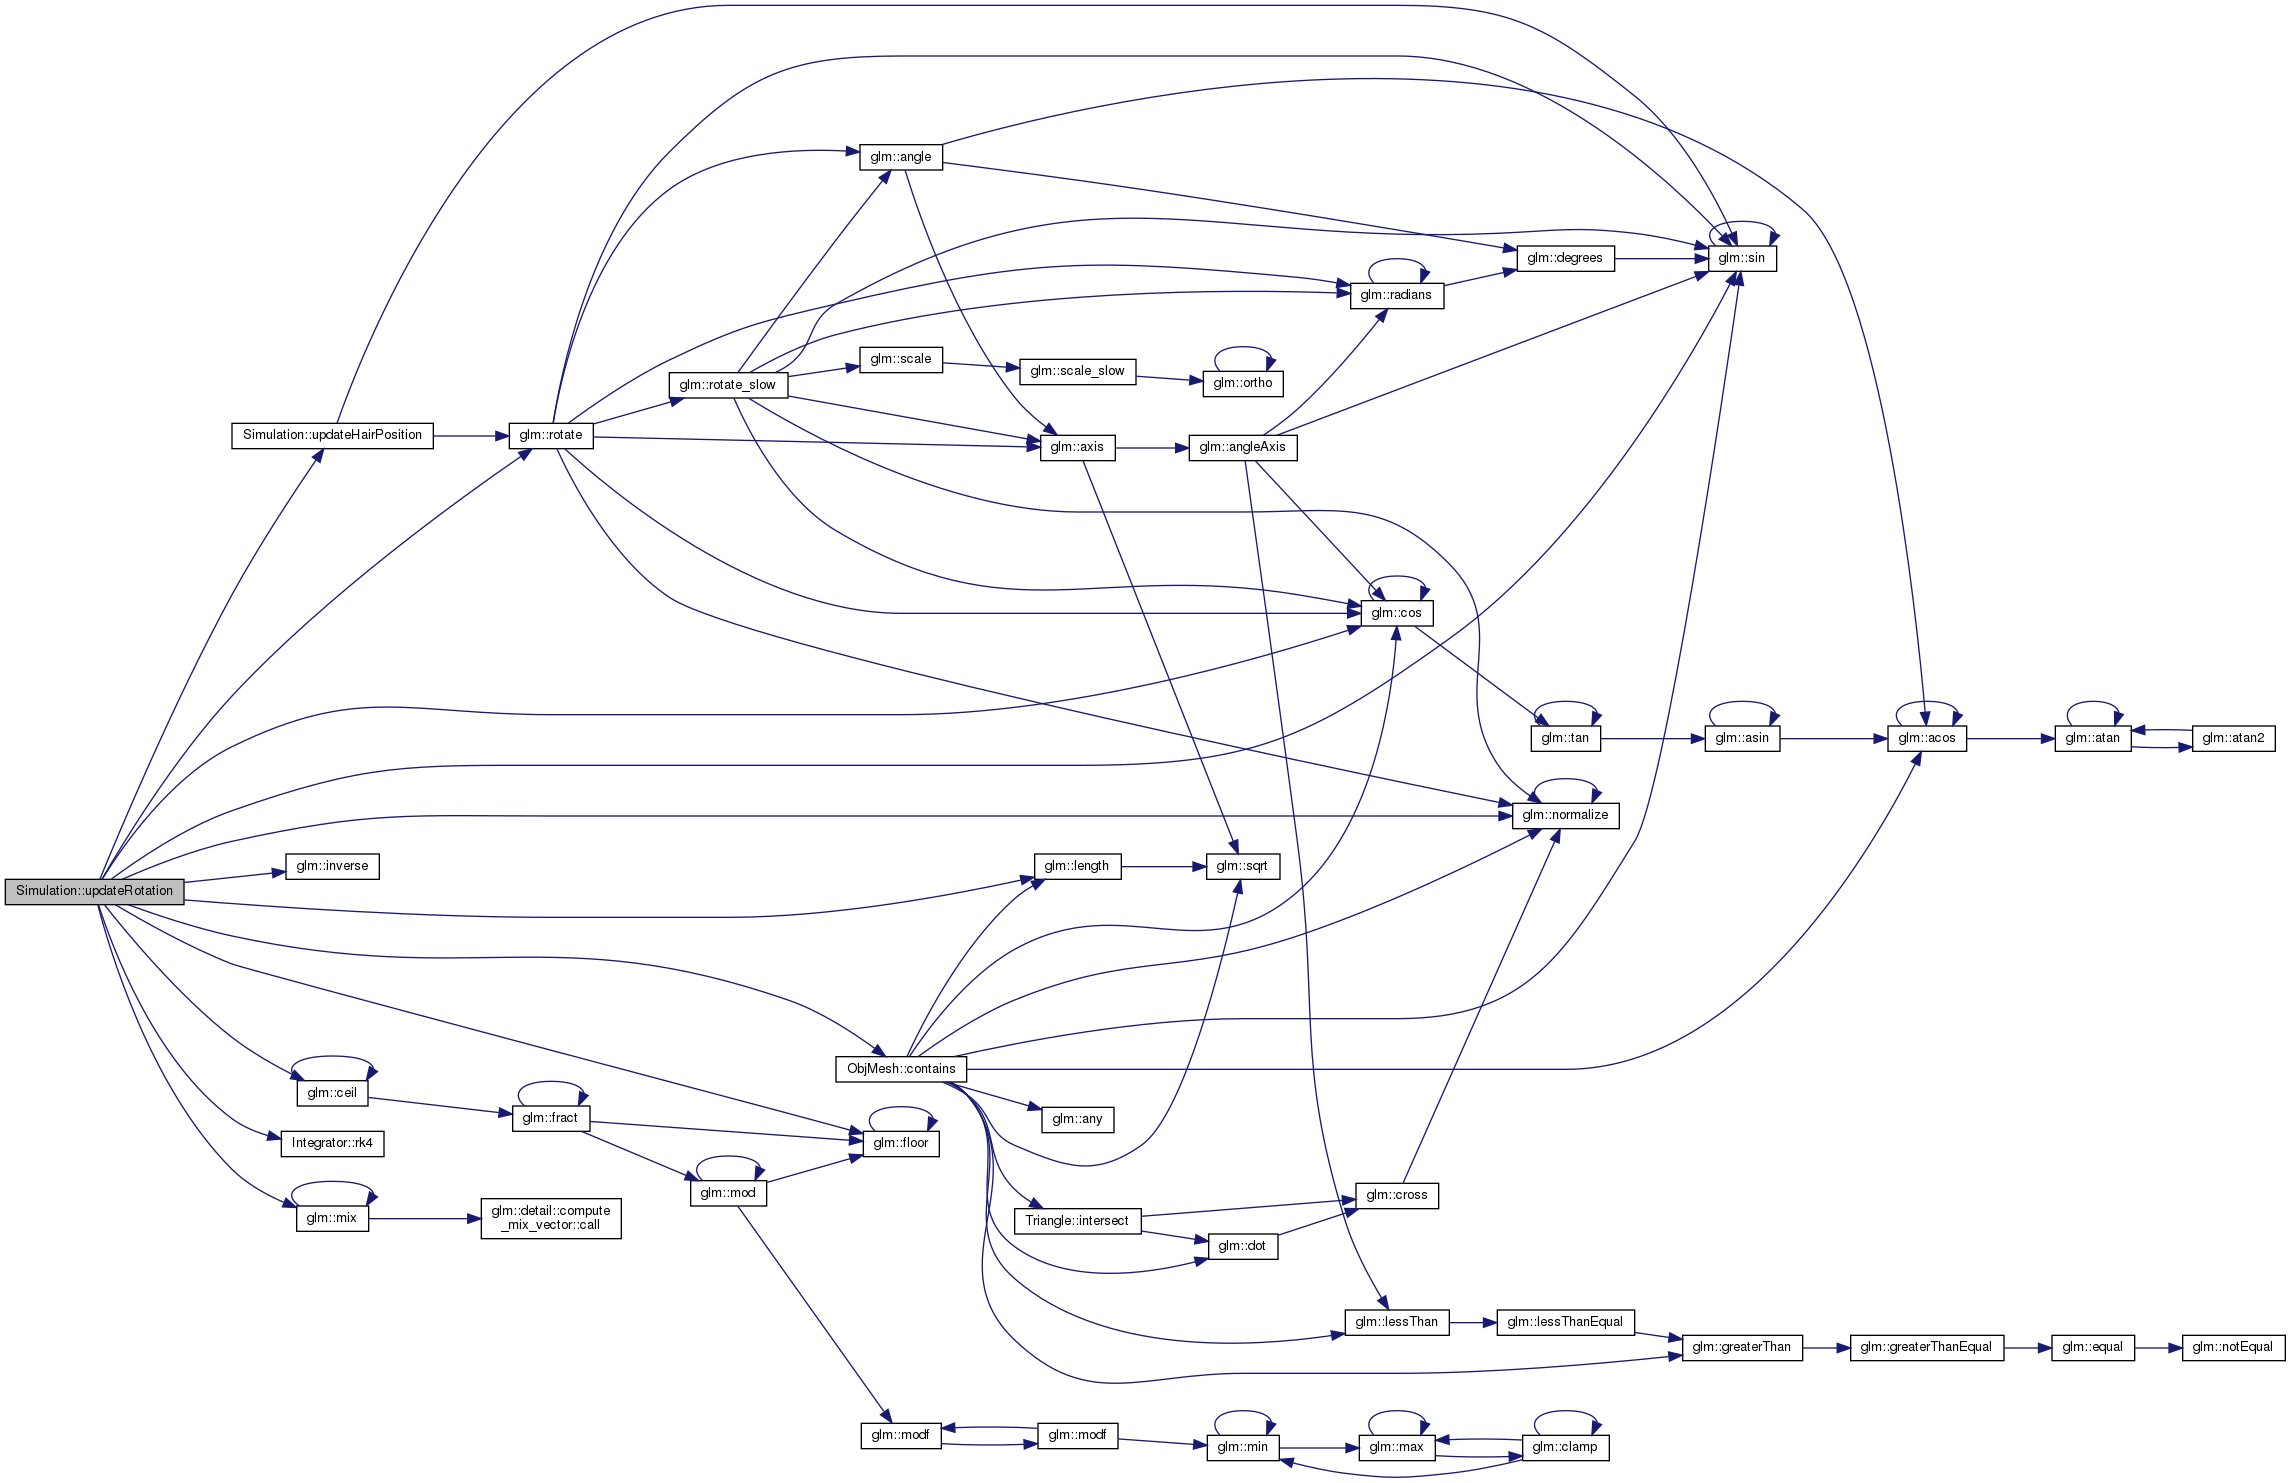 glm::angle
glm::degrees
glm::sin
glm::radians
glm::scale
glm::scale_slow
glm::ortho
glm::rotate_slow
Simulation::updateHairPosition
glm::rotate
glm::axis
glm::angleAxis
glm::cos
glm::tan
glm::asin
glm::acos
glm::atan
glm::atan2
glm::normalize
glm::inverse
glm::length
glm::sqrt
Simulation::updateRotation
ObjMesh::contains
glm::ceil
glm::fract
glm::any
Integrator::rk4
glm::floor
glm::mod
glm::cross
glm::mix
glm::detail::compute
_mix_vector::call
Triangle::intersect
glm::dot
glm::lessThan
glm::lessThanEqual
glm::greaterThan
glm::greaterThanEqual
glm::equal
glm::notEqual
glm::modf
glm::modf
glm::min
glm::max
glm::clamp